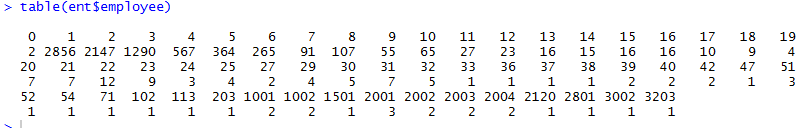 > table(ent$employee)
0 1 2 3 4 5 6 7 8 9 10 11 12 13 14 15 16 17 18 19
2 2856 2147 1290 567 364 265 91 107 55 65 27 23 16 15 16 16 10 9 4
20 21 22 23 24 25 27 29 30 31 32 33 36 37 38 39 40 42 47 51
7 7 12 9 3 4 2 4 5 7 5 1 1 1 1 2 2 2 1 3
52 54 71 102 113 203 1001 1002 1501 2001 2002 2003 2004 2120 2801 3002 3203
1 1 1 1 1 1 2 2 1 3 2 2 1 1 1 1 1
>